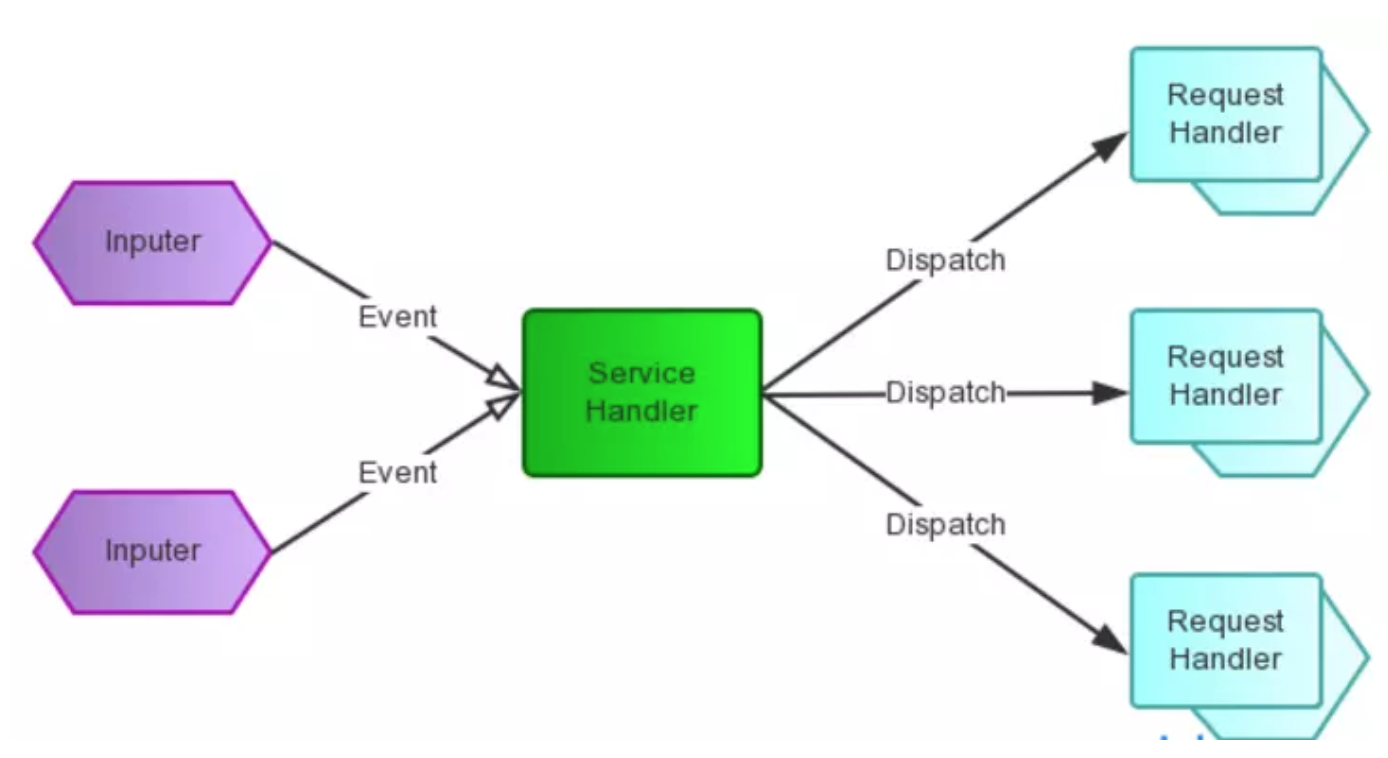 Inputer
Event
Inputer
Event
Service
Handler
Dispatch
Dispatch
Dispatch
Request
Handler
Request
Handler
Request
Handler